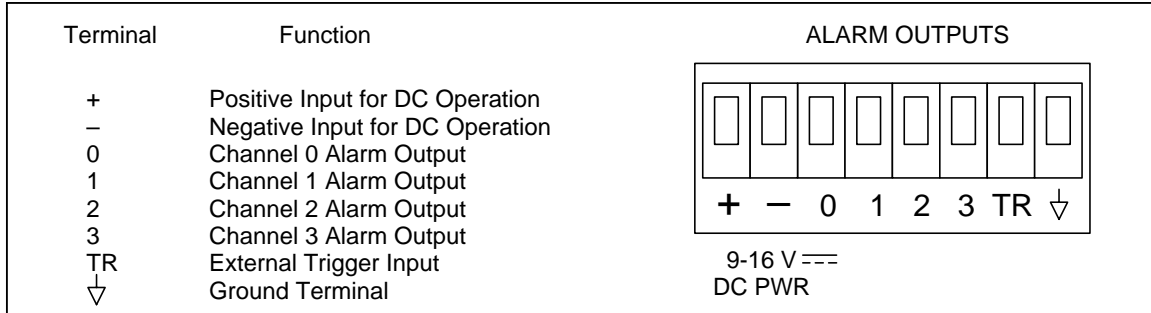 Terminal Function
+ Positive Input for DC Operation
– Negative Input for DC Operation
0 Channel 0 Alarm Output
1 Channel 1 Alarm Output
2 Channel 2 Alarm Output
3 Channel 3 Alarm Output
TR External Trigger Input
Ground Terminal
ALARM OUTPUTS
+ – 0 1 2 3 TR
9-16 V
DC PWR